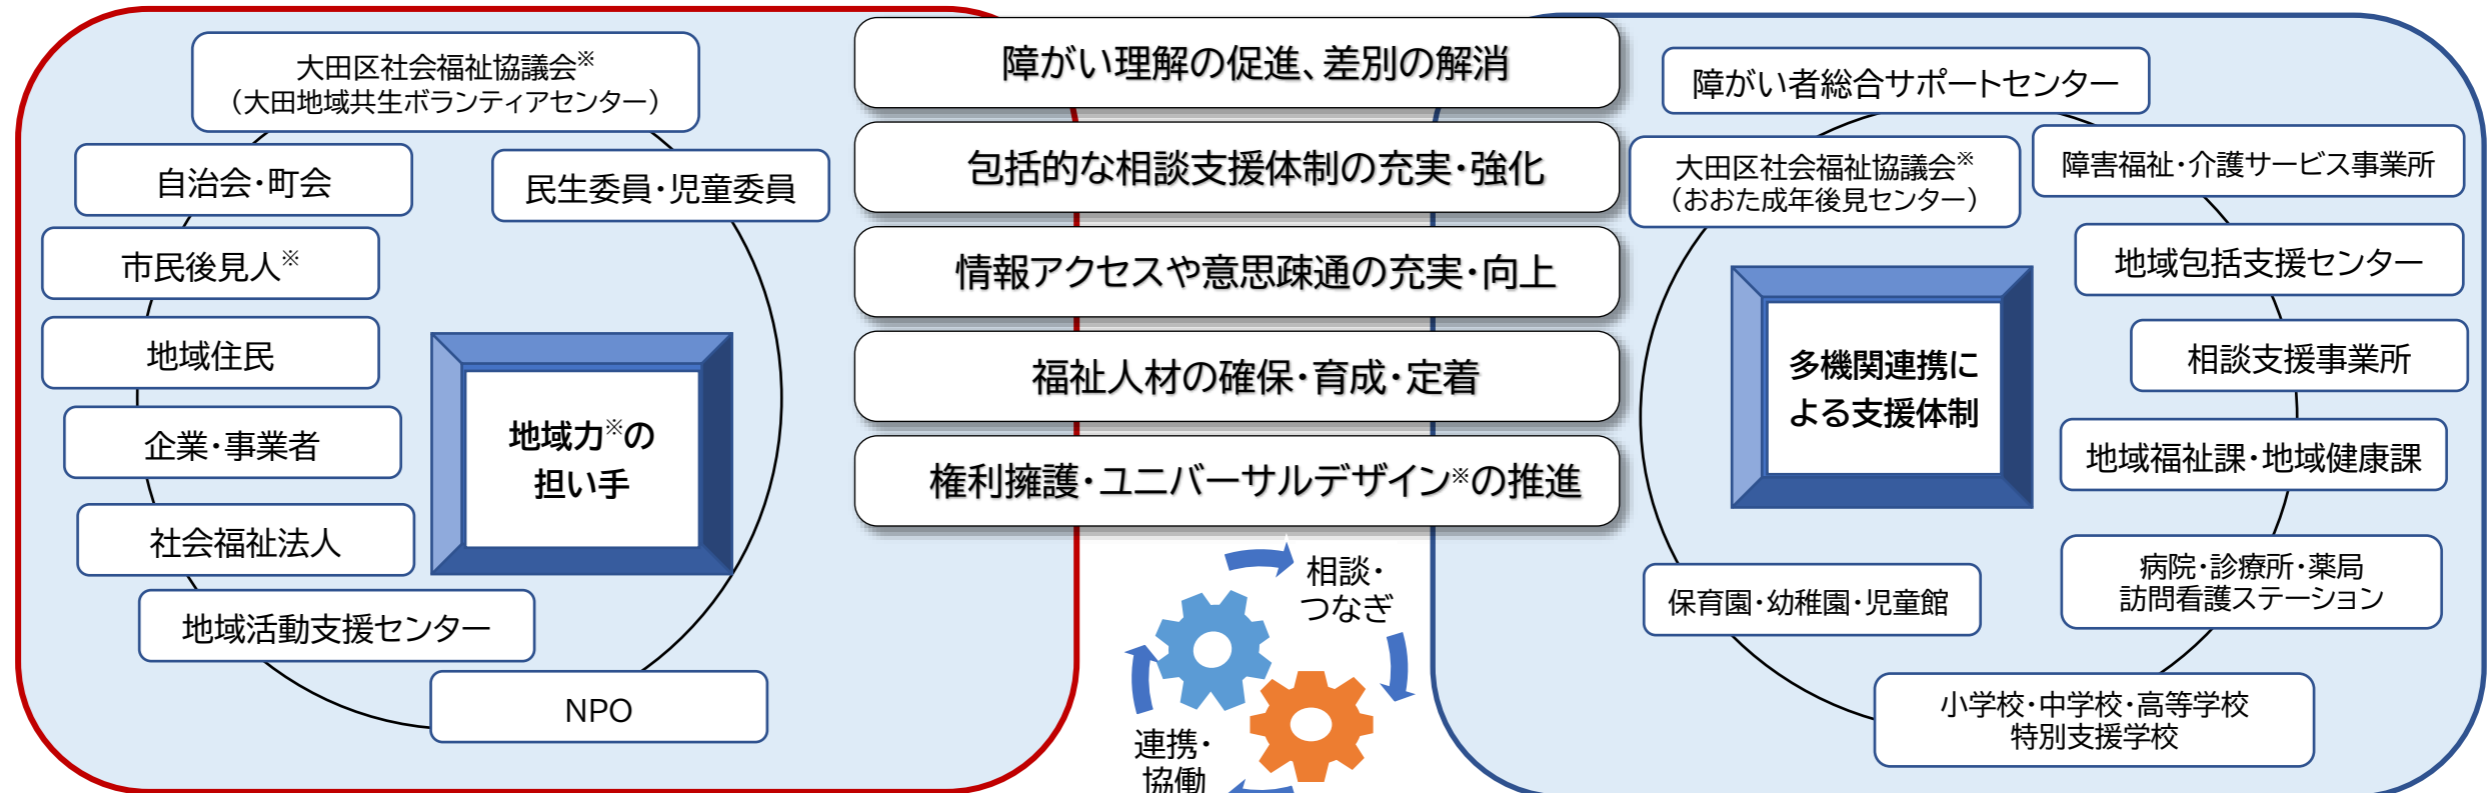 大田区社会福祉協議会※
（大田地域共生ボランティアセンター）
自治会・町会
民生委員・児童委員
市民後見人※
地域住民
企業・事業者
社会福祉法人
地域活動支援センター
NPO
地域力※の
担い手
障がい理解の促進、差別の解消
包括的な相談支援体制の充実・強化
情報アクセスや意思疎通の充実・向上
福祉人材の確保・育成・定着
権利擁護・ユニバーサルデザイン※の推進
相談・
つなぎ
連携・
協働
障がい者総合サポートセンター
大田区社会福祉協議会※
（おおた成年後見センター）
障害福祉・介護サービス事業所
地域包括支援センター
相談支援事業所
地域福祉課・地域健康課
病院・診療所・薬局
訪問看護ステーション
小学校・中学校・高等学校
特別支援学校
保育園・幼稚園・児童館
多機関連携に
よる支援体制